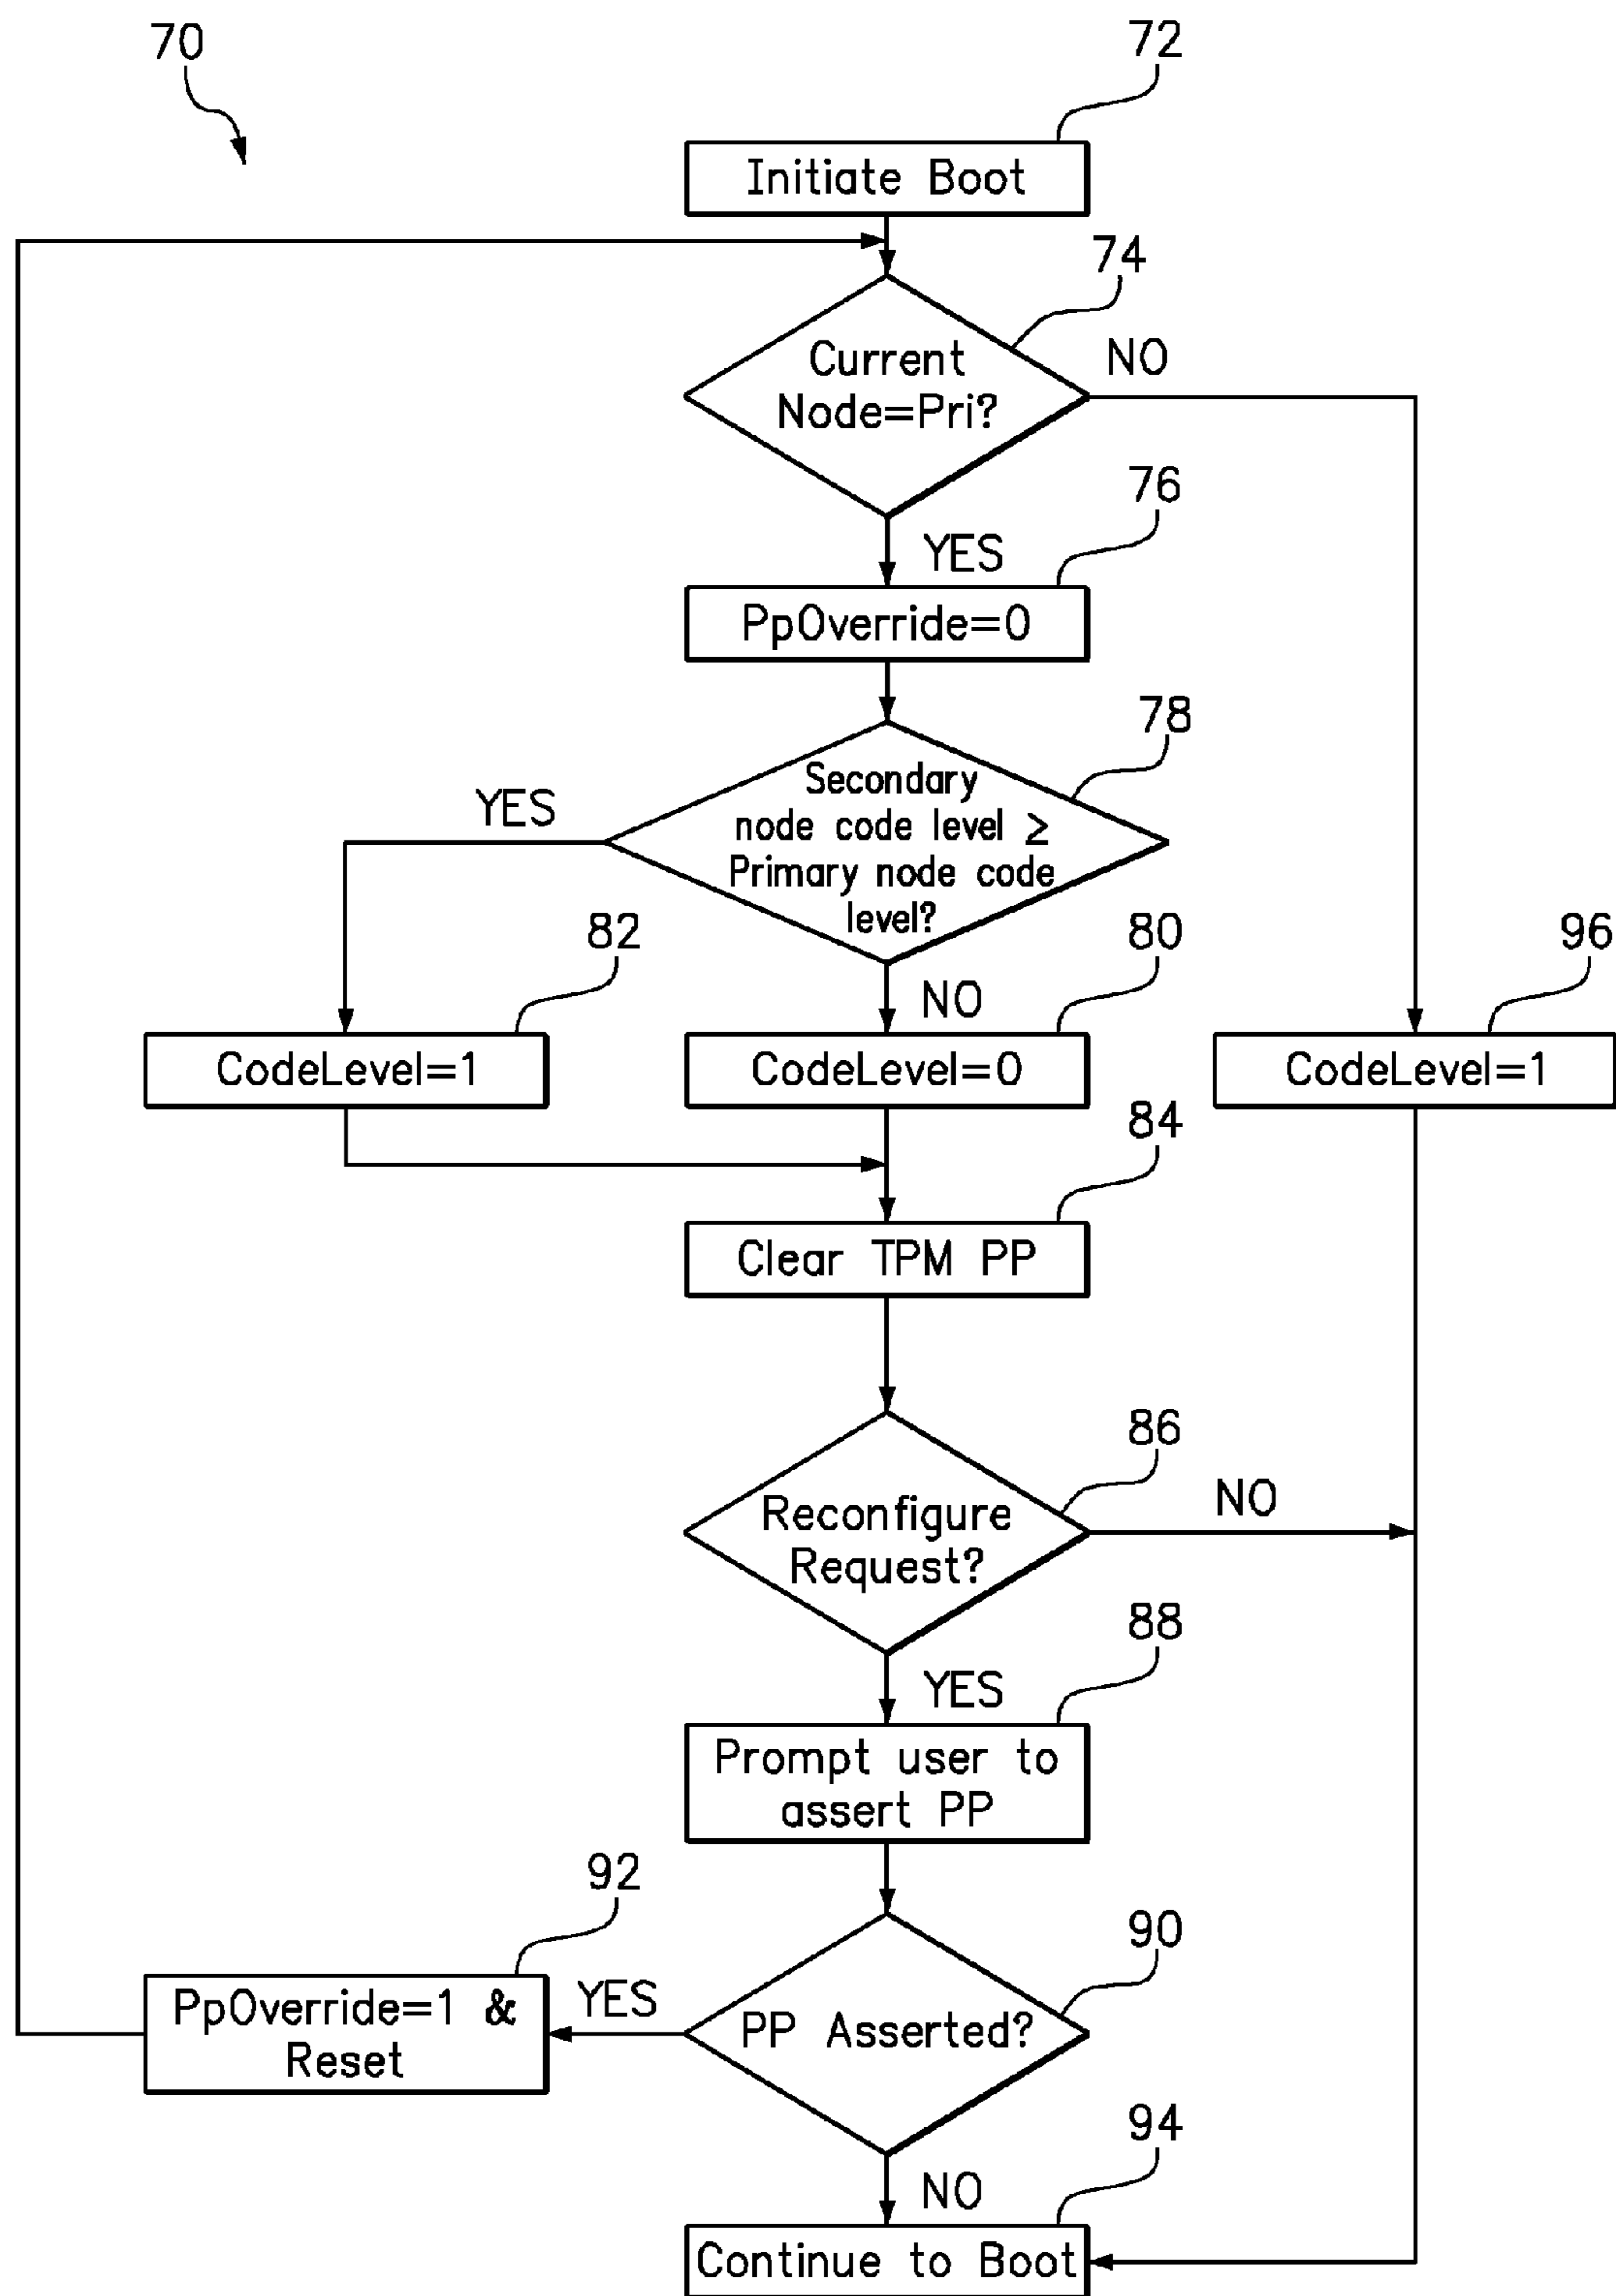 70
72
Initiate Boot
74
Current
Node=Pri?
NO
76
YES
PpOverride=0
78
Secondary
node code level ≥
Primary node code
level?
YES
82
80
96
NO
CodeLevel=1
CodeLevel=0
CodeLevel=1
84
Clear TPM PP
86
Reconfigure
Request?
NO
88
YES
Prompt user to
assert PP
92
90
PpOverride=1 &
Reset
YES
PP Asserted?
94
NO
Continue to Boot